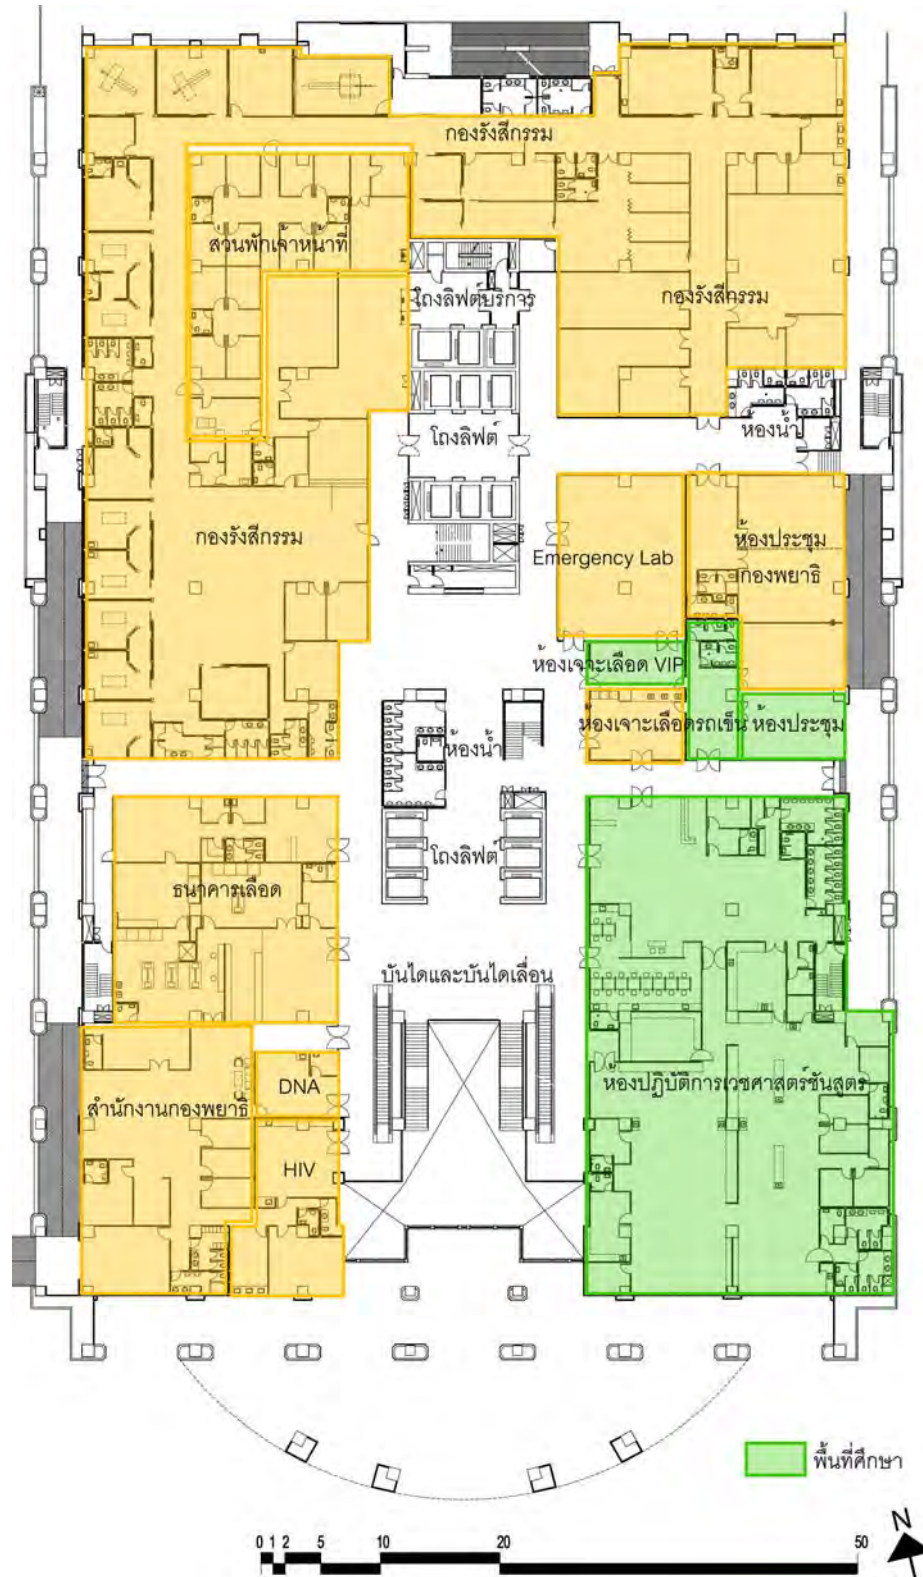 กองรังสีกรรม
ส่วนพักเจ้าหน้าที่
โถงลิฟต์บริการ
กองรังสีกรรม
ห้องน้ำ
โถงลิฟต์
กองรังสีกรรม
Emergency Lab
ห้องประชุม
กองพยาธิ
ห้องเจาะเลือด VIP
ห้องเจาะเลือดรถเข็น
ห้องประชุม
ห้องน้ำ
โถงลิฟต์
ธนาคารเลือด
บันไดและบันไดเลื่อน
DNA
ห้องปฏิบัติการเวชศาสตร์ชันสูตร
สำนักงานกองพยาธิ
HIV
พื้นที่ศึกษา
N
0 1 2 5 10 20 50